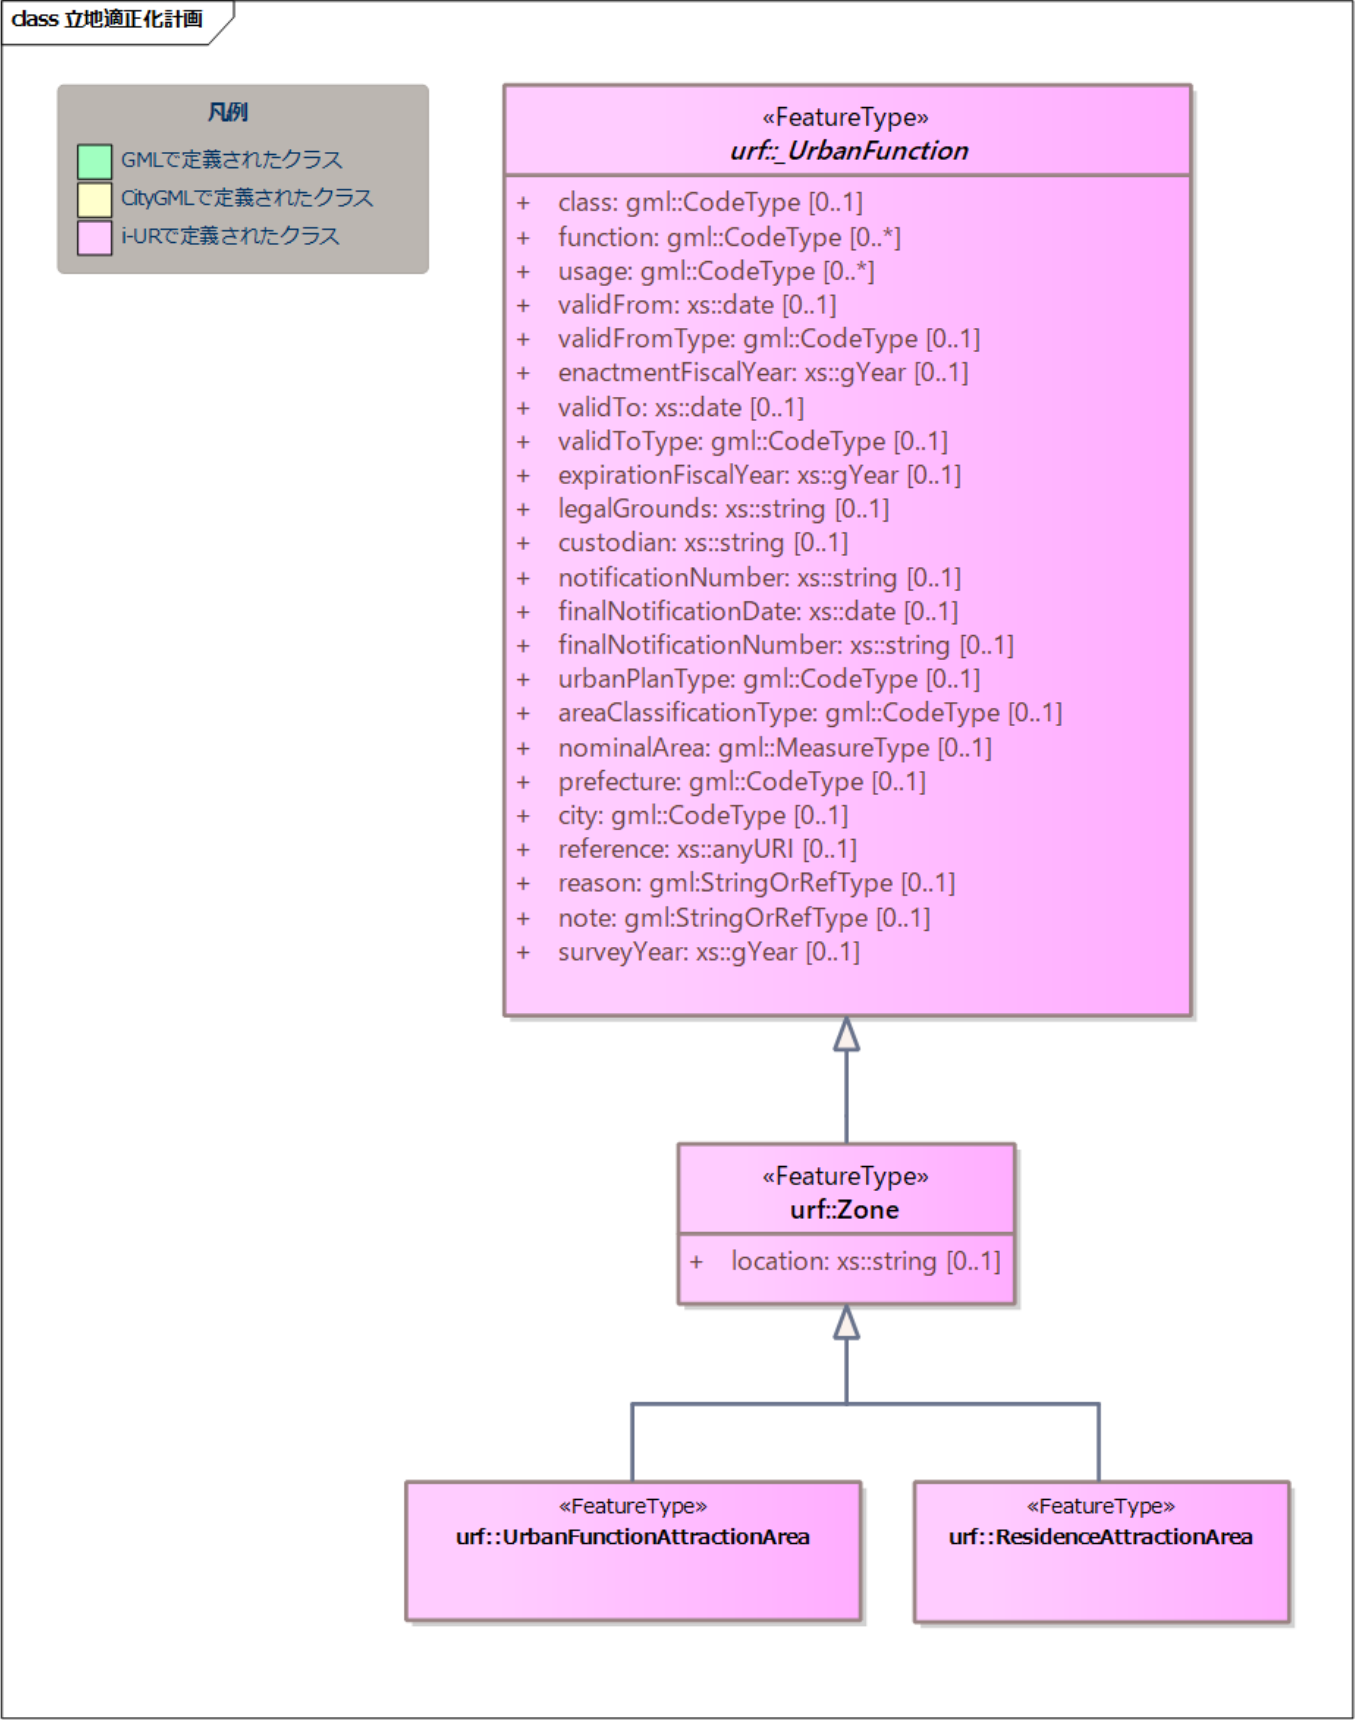 class 立地適正化計画
凡例
GMLで定義されたクラス
CityGMLで定義されたクラス
i-URで定義されたクラス
«FeatureType»
urf::_UrbanFunction
+ class: gml::CodeType [0..1]
+ function: gml::CodeType [0..*]
+ usage: gml::CodeType [0..*]
+ validFrom: xs::date [0..1]
+ validFromType: gml::CodeType [0..1]
+ enactmentFiscalYear: xs::gYear [0..1]
+ validTo: xs::date [0..1]
+ validToType: gml::CodeType [0..1]
+ expirationFiscalYear: xs::gYear [0..1]
+ legalGrounds: xs::string [0..1]
+ custodian: xs::string [0..1]
+ notificationNumber: xs::string [0..1]
+ finalNotificationDate: xs::date [0..1]
+ finalNotificationNumber: xs::string [0..1]
+ urbanPlanType: gml::CodeType [0..1]
+ areaClassificationType: gml::CodeType [0..1]
+ nominalArea: gml::MeasureType [0..1]
+ prefecture: gml::CodeType [0..1]
+ city: gml::CodeType [0..1]
+ reference: xs::anyURI [0..1]
+ reason: gml:StringOrRefType [0..1]
+ note: gml:StringOrRefType [0..1]
+ surveyYear: xs::gYear [0..1]
«FeatureType»
urf::Zone
+ location: xs::string [0..1]
«FeatureType»
urf::UrbanFunctionAttractionArea
«FeatureType»
urf::ResidenceAttractionArea